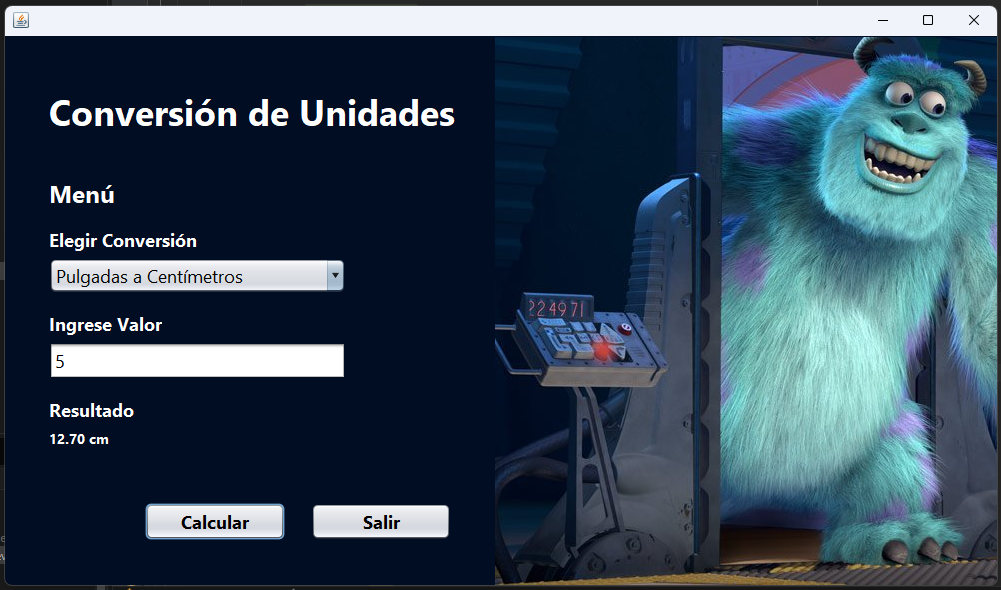 Conversión de Unidades
Menú
Elegir Conversión
Pulgadas a Centímetros
Ingrese Valor
5
Resultado
12.70 cm
Calcular
Salir
224971